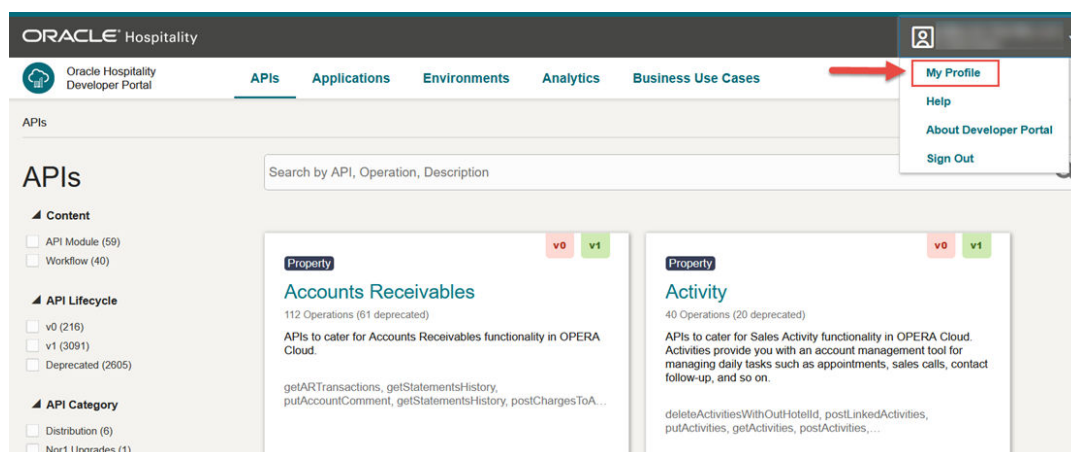 ORACLE Hospitality
Oracle Hospitality
Developer Portal
APIs
Applications
Environments
Analytics
Business Use Cases
My Profile
Help
About Developer Portal
Sign Out
APIs
APIs
Search by API, Operation, Description
Content
API Module (59)
Workflow (40)
API Lifecycle
v0 (216)
v1 (3091)
Deprecated (2605)
API Category
Distribution (6)
Nor1 Upgrades (1)
v0 v1
Property
Accounts Receivables
112 Operations (61 deprecated)
APIs to cater for Accounts Receivables functionality in OPERA
Cloud.
getARTransactions, getStatementsHistory,
putAccountComment, getStatementsHistory, postChargesToA...
v0 v1
Property
Activity
40 Operations (20 deprecated)
APIs to cater for Sales Activity functionality in OPERA Cloud.
Activities provide you with an account management tool for
managing daily tasks such as appointments, sales calls, contact
follow-up, and so on.
deleteActivitiesWithOutHotelId, postLinkedActivities,
putActivities, getActivities, postActivities,...